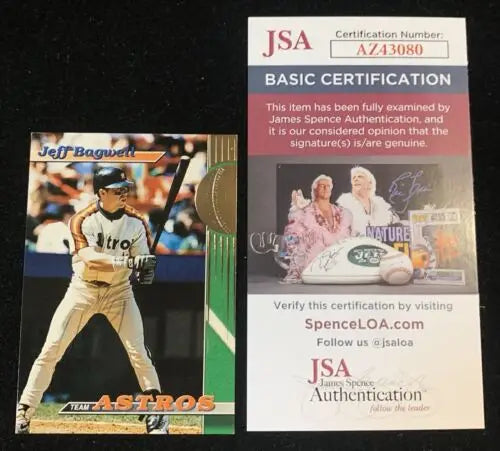 Jeff Bagwell
Astros
TEAM ASTROS
JSA
Certification Number:
AZ43080
BASIC CERTIFICATION
This item has been fully examined by
James Spence Authentication, and
it is our considered opinion that the
signature(s) is/are genuine.
NATURE
JETS
Verify this certification by visiting
SpenceLOA.com
Follow us @jsaloa
JSA
James Spence
Authentication
follow the leader